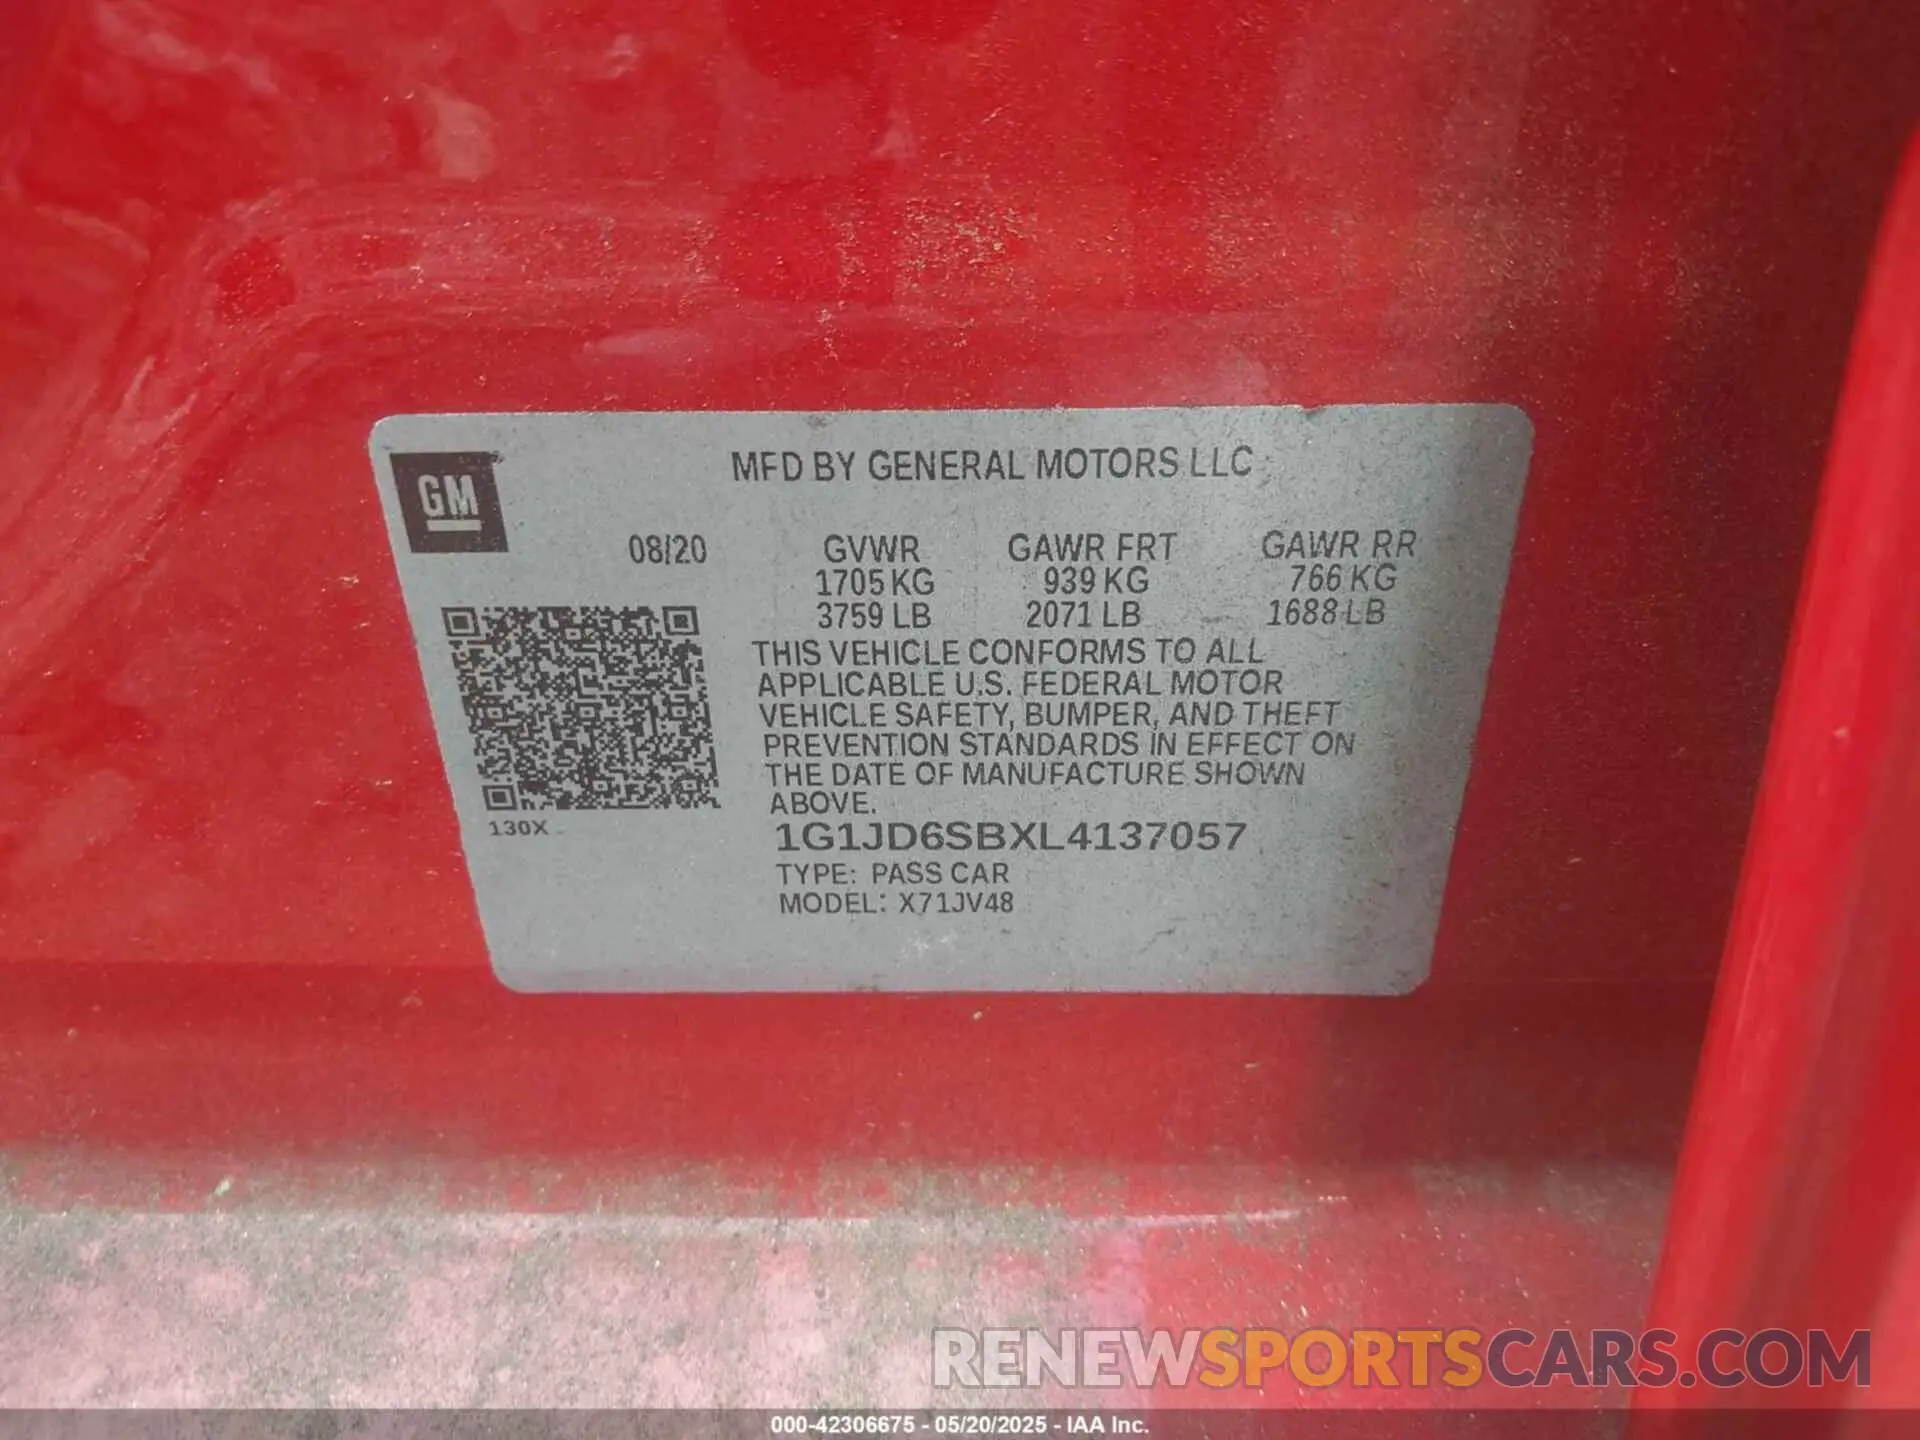 MFD BY GENERAL MOTORS LLC
GM
08/20 GVWR GAWR FRT GAWR RR
1705 KG 939 KG 766 KG
3759 LB 2071 LB 1688 LB
THIS VEHICLE CONFORMS TO ALL
APPLICABLE U.S. FEDERAL MOTOR
VEHICLE SAFETY, BUMPER, AND THEFT
PREVENTION STANDARDS IN EFFECT ON
THE DATE OF MANUFACTURE SHOWN
ABOVE.
130X
1G1JD6SBXL4137057
TYPE: PASS CAR
MODEL: X71JV48
RENEWSPORTSCARS.COM
000-42306675 - 05/20/2025 - IAA Inc.